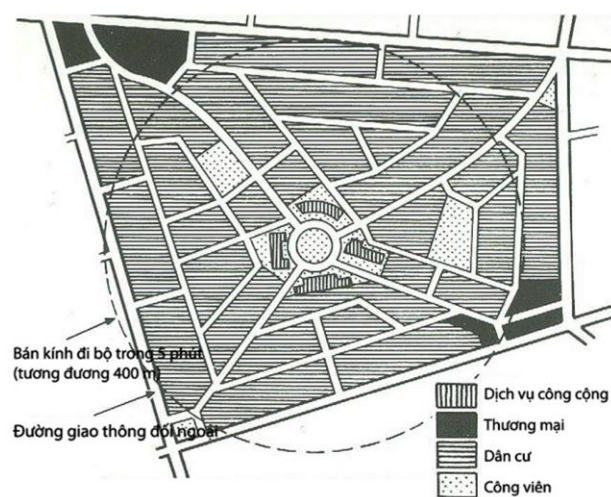 Bán kính đi bộ trong 5 phút
(tương đương 400 m)
Đường giao thông đối ngoại
Dịch vụ công cộng
Thương mại
Dân cư
Công viên